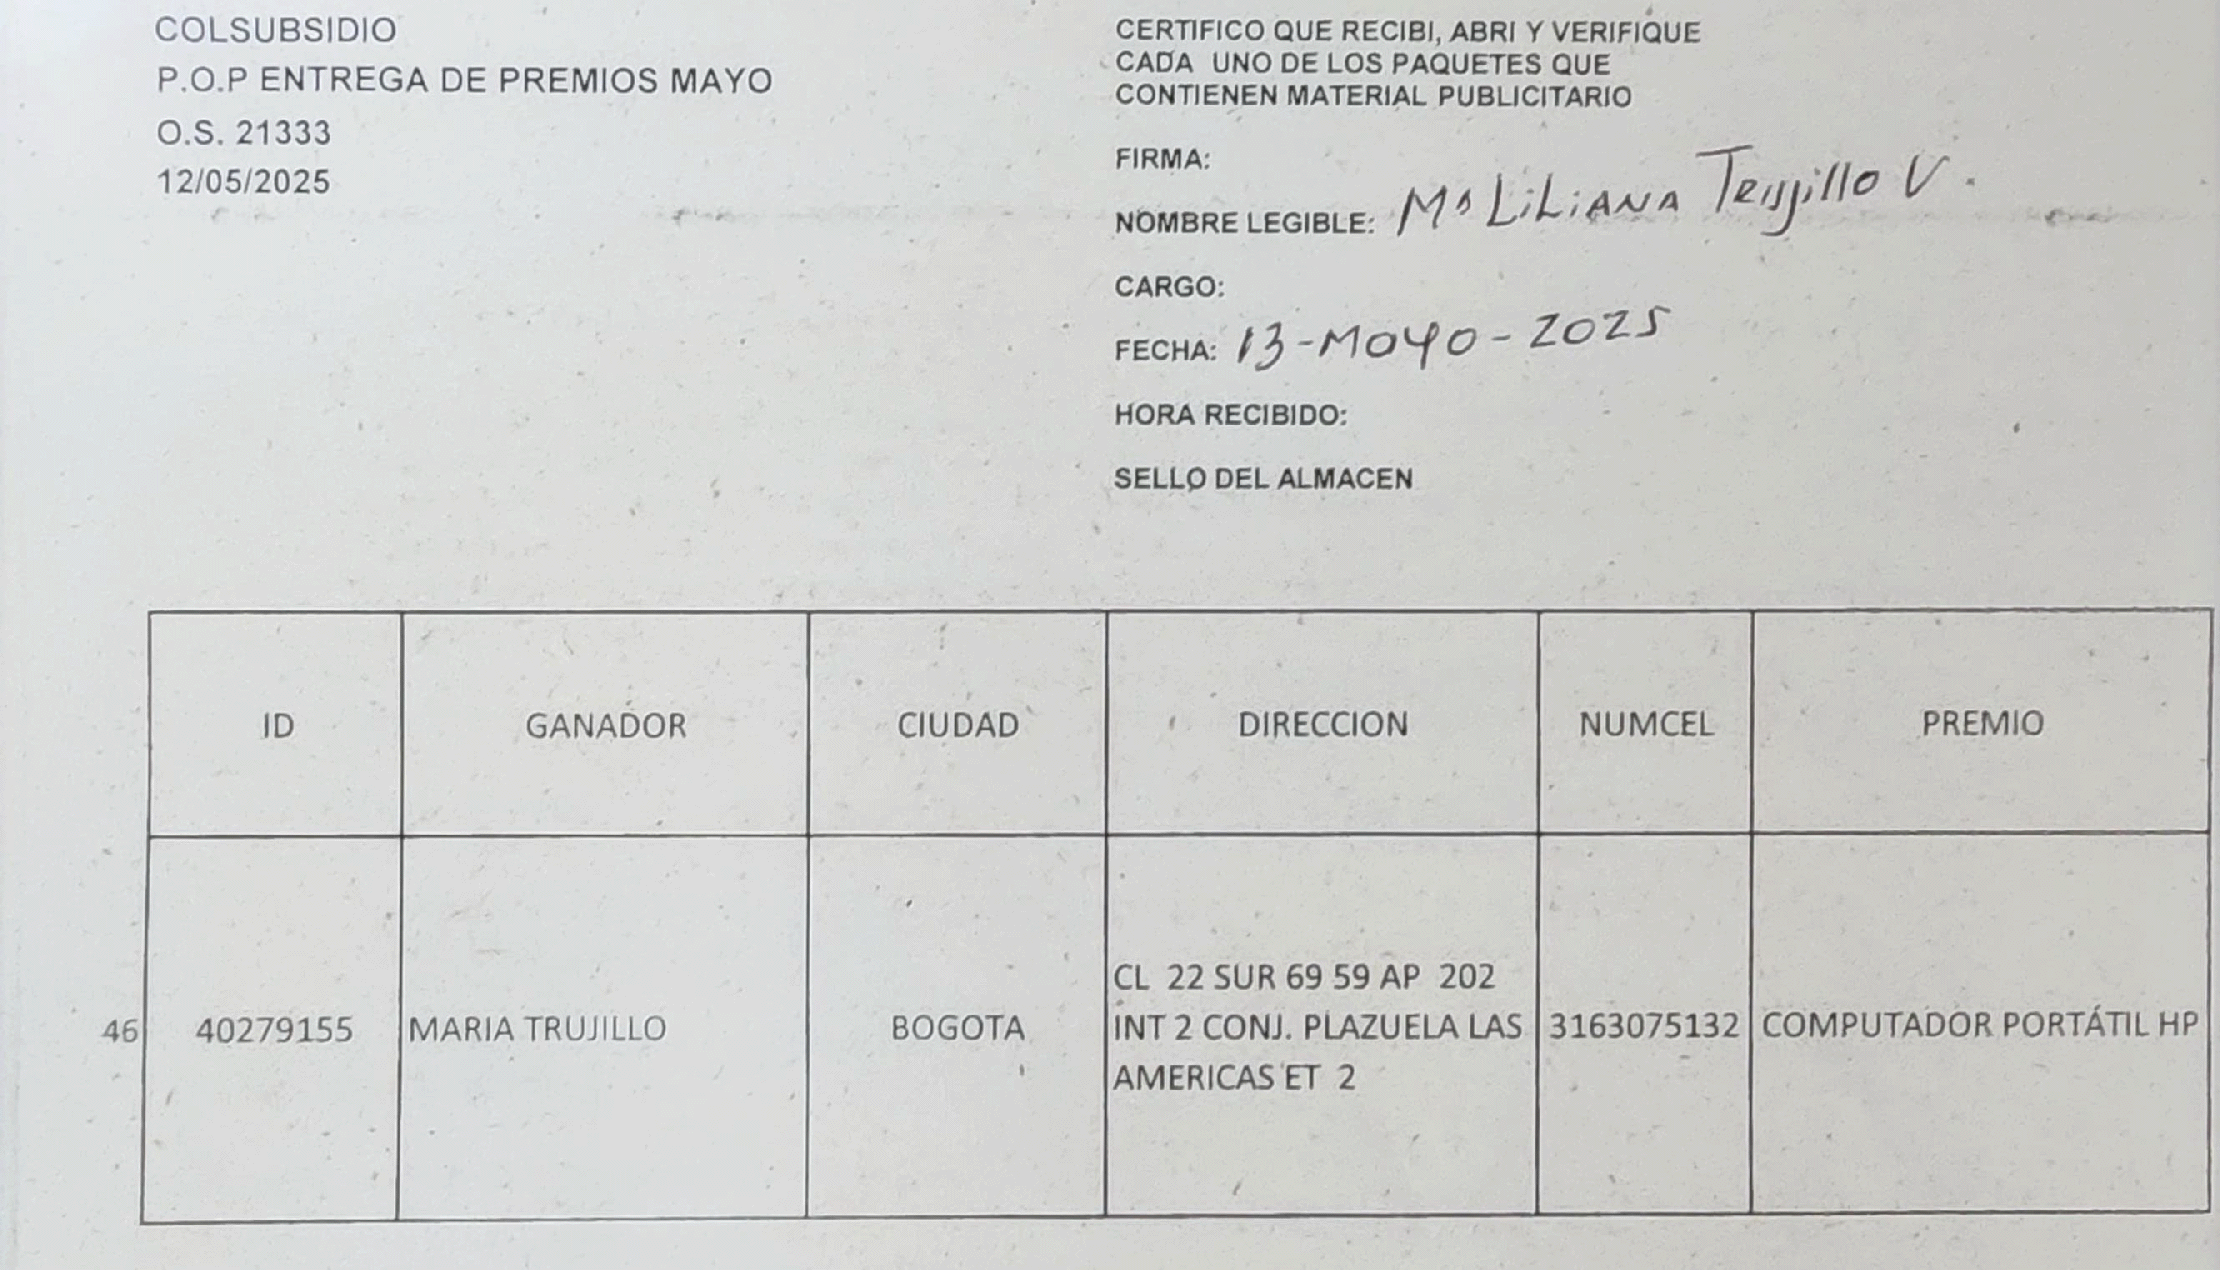 COLSUBSIDIO
P.O.P ENTREGA DE PREMIOS MAYO
O.S. 21333
12/05/2025
CERTIFICO QUE RECIBI, ABRI Y VERIFIQUE
CADA UNO DE LOS PAQUETES QUE
CONTIENEN MATERIAL PUBLICITARIO
FIRMA:
NOMBRE LEGIBLE: Ma LiLiANA Trujillo V.
CARGO:
FECHA: 13-Mayo-2025
HORA RECIBIDO:
SELLO DEL ALMACEN
ID GANADOR CIUDAD DIRECCION NUMCEL PREMIO
CL 22 SUR 69 59 AP 202
46 40279155 MARIA TRUJILLO BOGOTA INT 2 CONJ. PLAZUELA LAS 3163075132 COMPUTADOR PORTÁTIL HP
AMERICAS ET 2